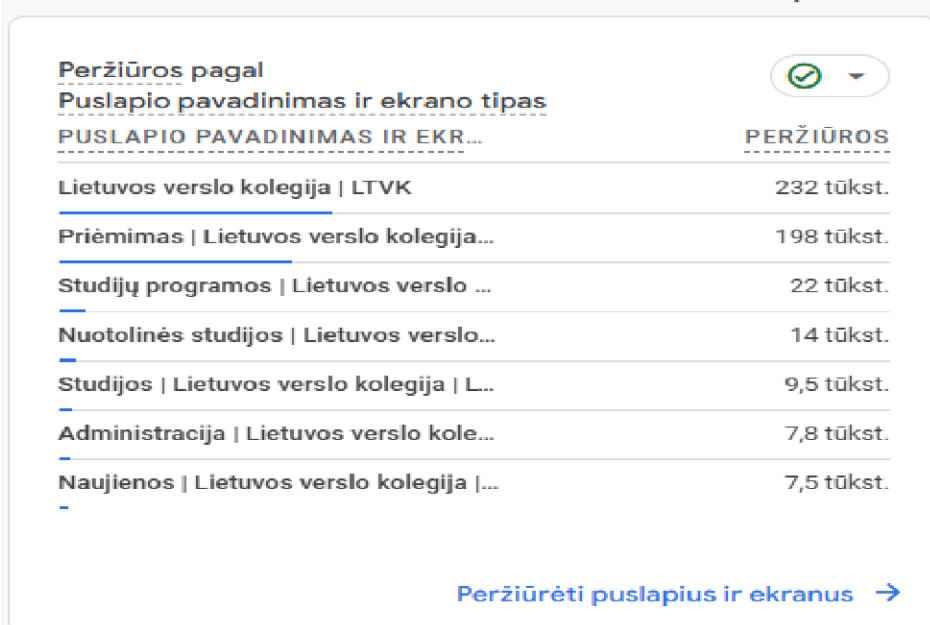 Peržiūros pagal
Puslapio pavadinimas ir ekrano tipas
PUSLAPIO PAVADINIMAS IR EKR... PERŽIŪROS
Lietuvos verslo kolegija | LTVK 232 tūkst.
Priėmimas | Lietuvos verslo kolegija... 198 tūkst.
Studijų programos | Lietuvos verslo ... 22 tūkst.
Nuotolinės studijos | Lietuvos verslo... 14 tūkst.
Studijos | Lietuvos verslo kolegija | L... 9,5 tūkst.
Administracija | Lietuvos verslo kole... 7,8 tūkst.
Naujienos | Lietuvos verslo kolegija |... 7,5 tūkst.
Peržiūrėti puslapius ir ekranus →